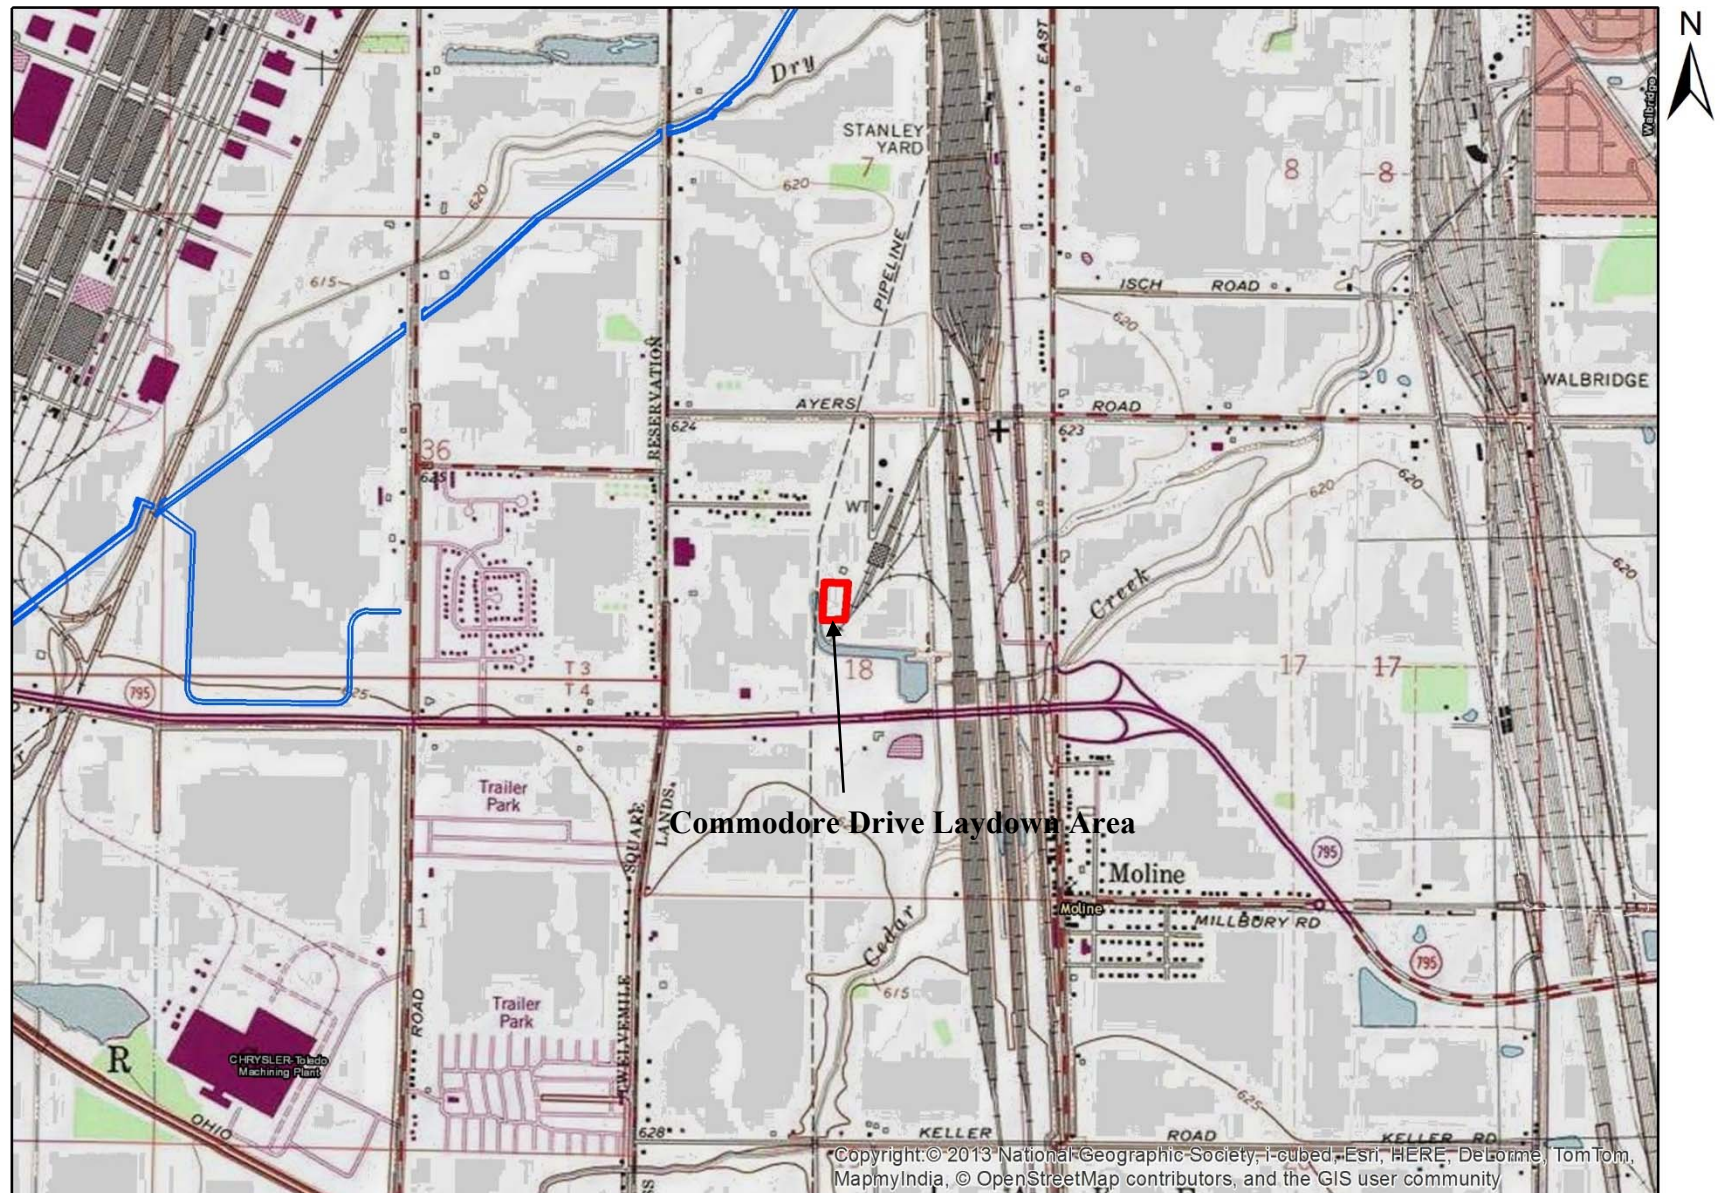 N
EAST
Dry
Walbridge
STANLEY
YARD
7
8
8
620
620
PIPELINE
615
ISCH ROAD
620
RESERVATION
WALBRIDGE
AYERS
ROAD
624
623
36
625
620
620
WT
620
Creek
T 3
T 4
18
17
17
795
625
Trailer
Park
SQUARE
LANDS
Commodore Drive Laydown Area
795
Moline
Moline
MILLBURY RD
1
Cedar
795
615
ROAD
Trailer
Park
TWELVEMILE
R
CHRYSLER-Toledo
Machining Plant
OHIO
625
628
KELLER
ROAD
KELLER RD
Copyright:© 2013 National Geographic Society, i-cubed, Esri, HERE, DeLorme, TomTom,
MapmyIndia, © OpenStreetMap contributors, and the GIS user community